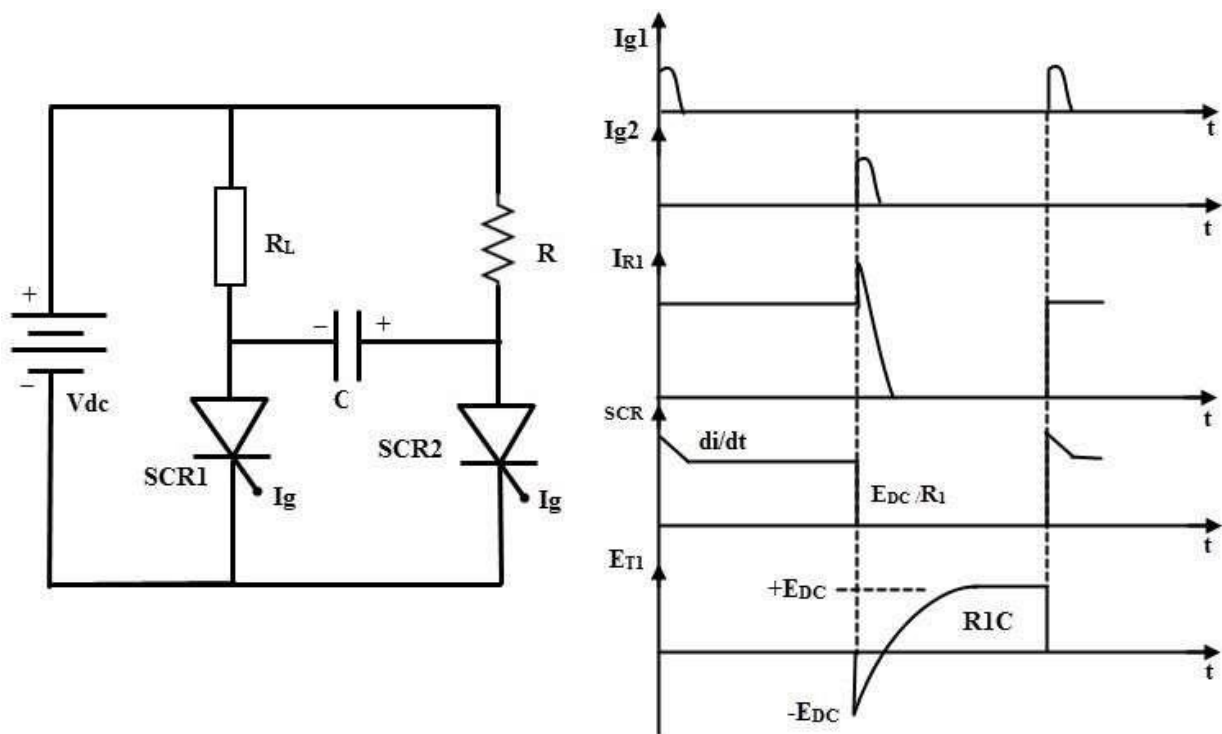 +
–
Vdc
RL
R
–
+
C
SCR1
Ig
SCR2
Ig
Ig1
t
Ig2
t
IR1
t
SCR
di/dt
EDC /R1
t
ET1
+EDC
R1C
t
-EDC